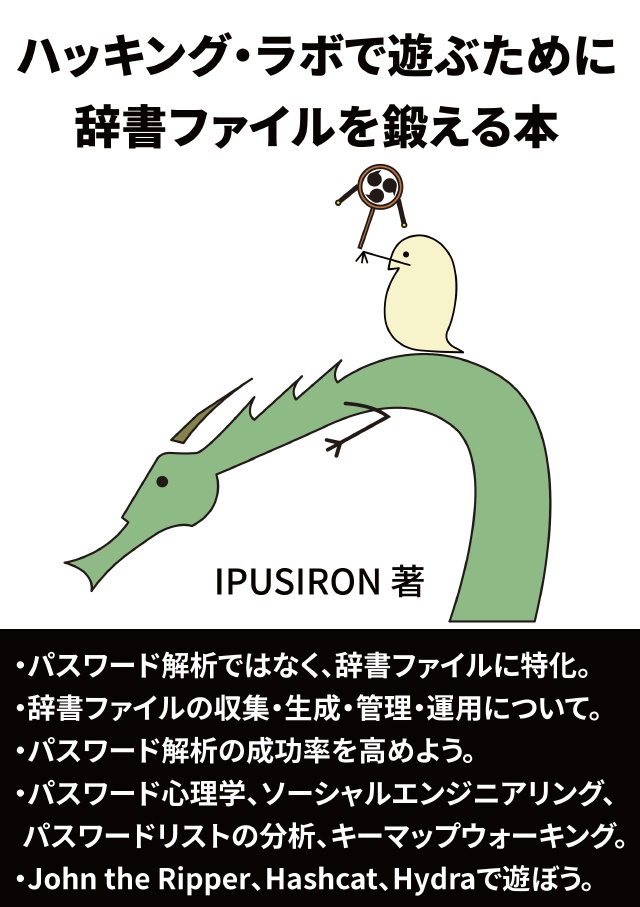 ハッキング・ラボで遊ぶために
辞書ファイルを鍛える本
IPUSIRON 著
・パスワード解析ではなく、辞書ファイルに特化。
・辞書ファイルの収集・生成・管理・運用について。
・パスワード解析の成功率を高めよう。
・パスワード心理学、ソーシャルエンジニアリング、
パスワードリストの分析、キーマップウォーキング。
・John the Ripper、Hashcat、Hydraで遊ぼう。